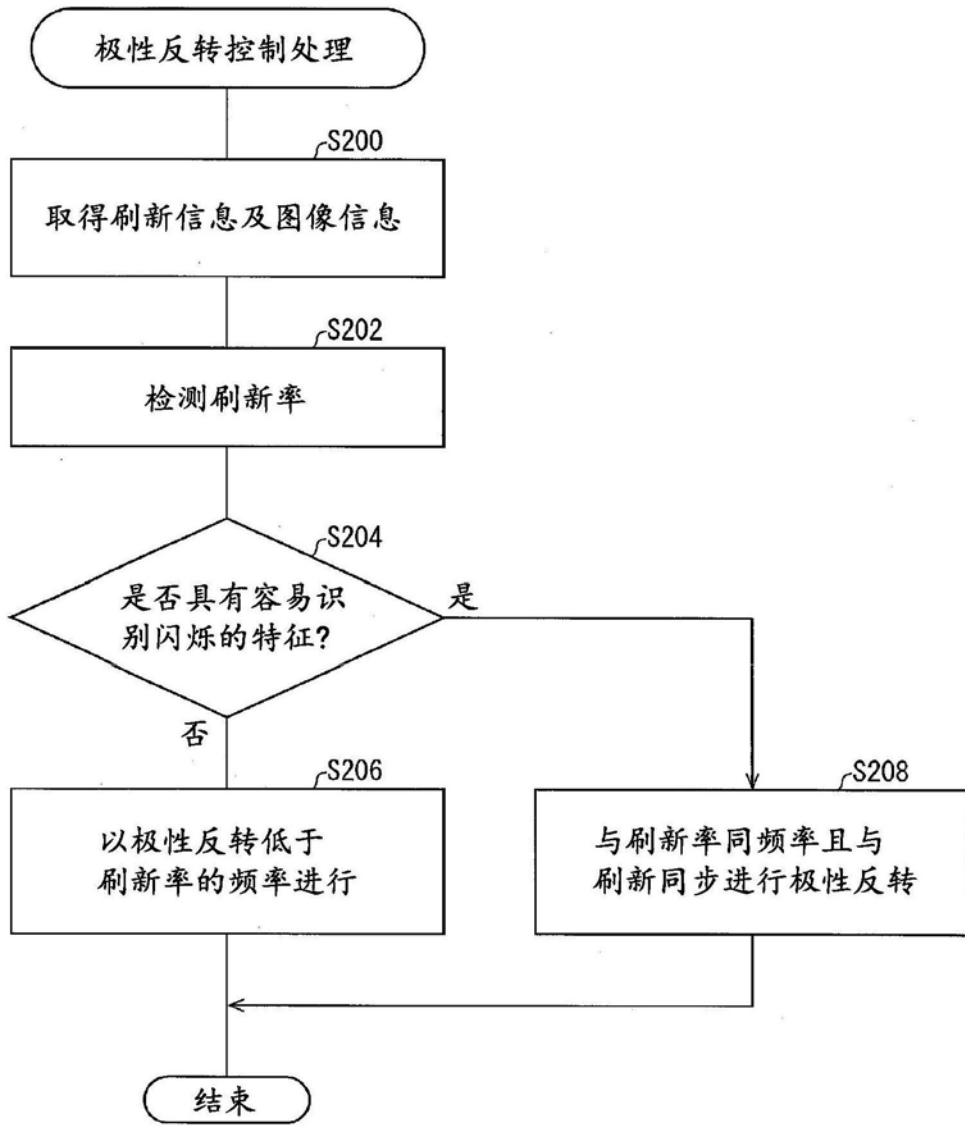 极性反转控制处理
S200
取得刷新信息及图像信息
S202
检测刷新率
S204
是否具有容易识
别闪烁的特征?
是
否
S206
以极性反转低于
刷新率的频率进行
S208
与刷新率同频率且与
刷新同步进行极性反转
结束